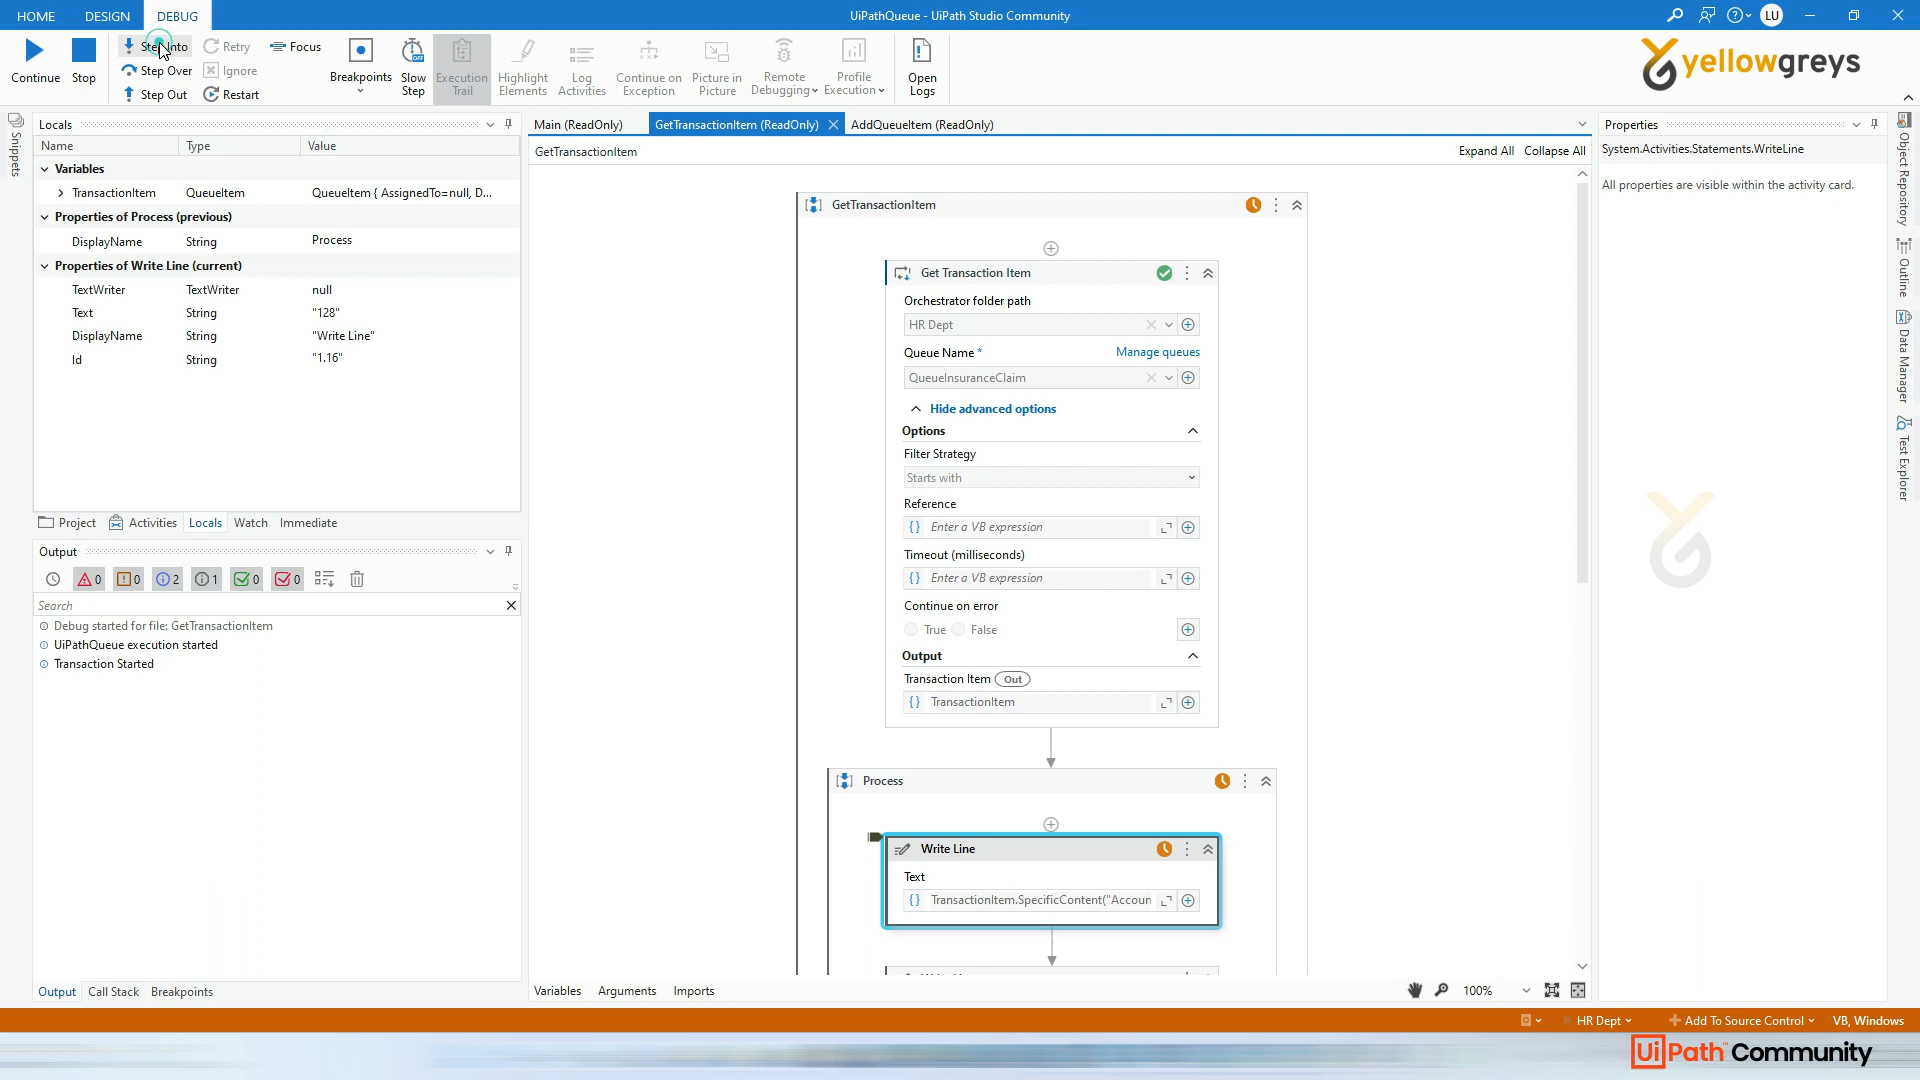 HOME DESIGN DEBUG
UiPathQueue - UiPath Studio Community
LU
Continue Stop
Step Into Retry Focus
Step Over Ignore
Step Out Restart
Breakpoints
Slow Step
Execution Trail
Highlight Elements
Log Activities
Continue on Exception
Picture in Picture
Remote Debugging
Profile Execution
Open Logs
yellowgreys
Snippets
Locals
Name Type Value
Variables
TransactionItem QueueItem QueueItem { AssignedTo=null, D...
Properties of Process (previous)
DisplayName String Process
Properties of Write Line (current)
TextWriter TextWriter null
Text String "128"
DisplayName String "Write Line"
Id String "1.16"
Project Activities Locals Watch Immediate
Output
0 0 2 1 0 0
Search
Debug started for file: GetTransactionItem
UiPathQueue execution started
Transaction Started
Output Call Stack Breakpoints
Main (ReadOnly) GetTransactionItem (ReadOnly) AddQueueItem (ReadOnly)
GetTransactionItem
Expand All Collapse All
GetTransactionItem
Get Transaction Item
Orchestrator folder path
HR Dept
Queue Name * Manage queues
QueueInsuranceClaim
Hide advanced options
Options
Filter Strategy
Starts with
Reference
Enter a VB expression
Timeout (milliseconds)
Enter a VB expression
Continue on error
True False
Output
Transaction Item Out
TransactionItem
Process
Write Line
Text
TransactionItem.SpecificContent("Accoun
Variables Arguments Imports
100%
Properties
System.Activities.Statements.WriteLine
All properties are visible within the activity card.
Object Repository
Outline
Data Manager
Test Explorer
HR Dept
Add To Source Control
VB, Windows
UiPath™ Community